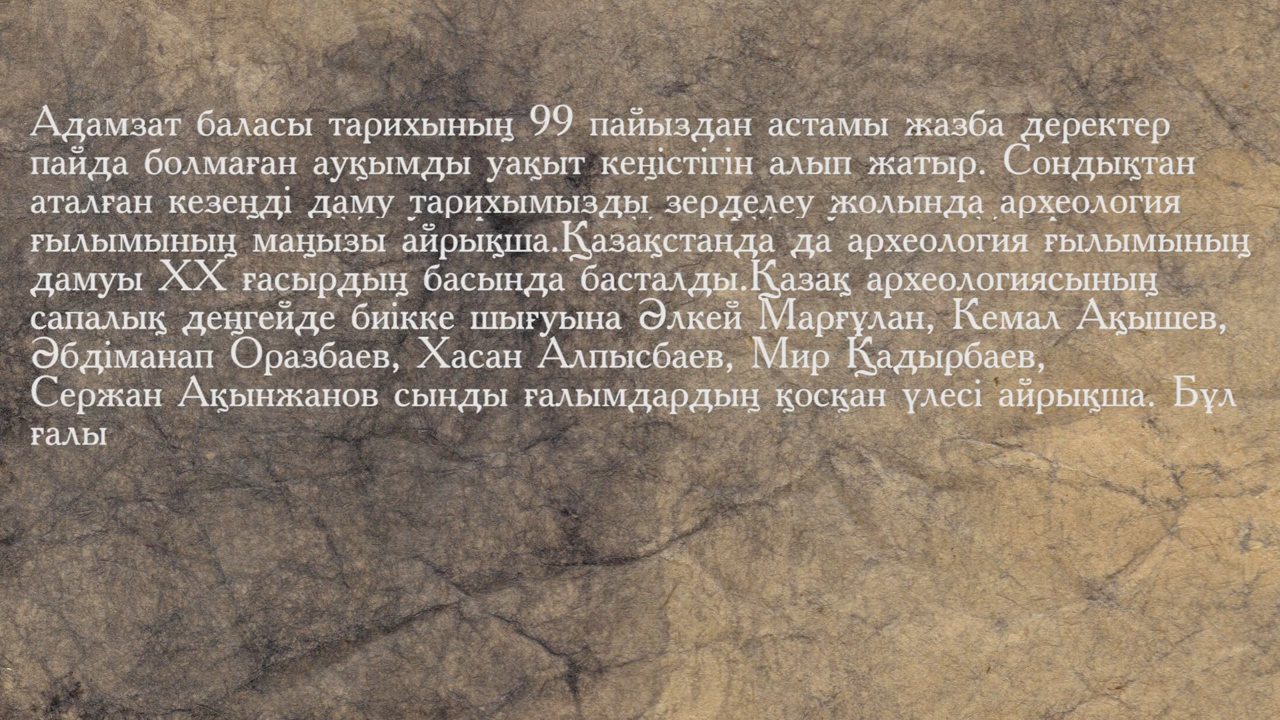 Адамзат баласы тарихының 99 пайыздан астамы жазба деректер
пайда болмаған ауқымды уақыт кеңістігін алып жатыр. Сондықтан
аталған кезеңді даму тарихымызды зерделеу жолында археология
ғылымының маңызы айрықша.Қазақстанда да археология ғылымының
дамуы XX ғасырдың басында басталды.Қазақ археологиясының
сапалық деңгейде биікке шығуына Әлкей Марғұлан, Кемал Ақышев,
Әбдіманап Оразбаев, Хасан Алпысбаев, Мир Қадырбаев,
Сержан Ақынжанов сынды ғалымдардың қосқан үлесі айрықша. Бұл
ғалы